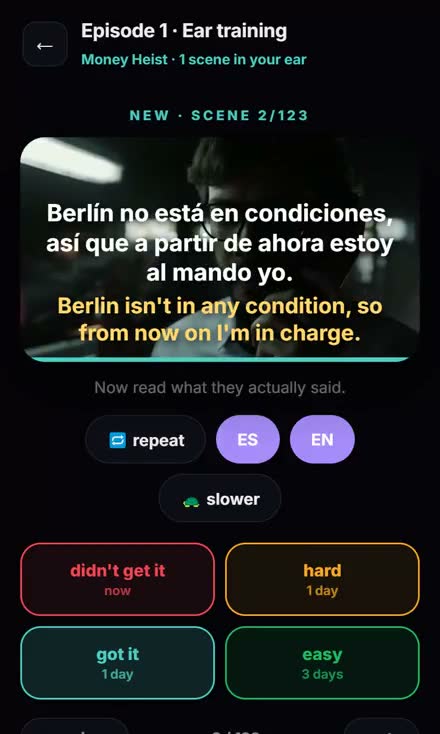 ←
Episode 1 · Ear training
Money Heist · 1 scene in your ear
NEW · SCENE 2/123
Berlín no está en condiciones,
así que a partir de ahora estoy
al mando yo.
Berlin isn't in any condition, so
from now on I'm in charge.
Now read what they actually said.
🔁 repeat
ES
EN
🐢 slower
didn't get it
now
hard
1 day
got it
1 day
easy
3 days